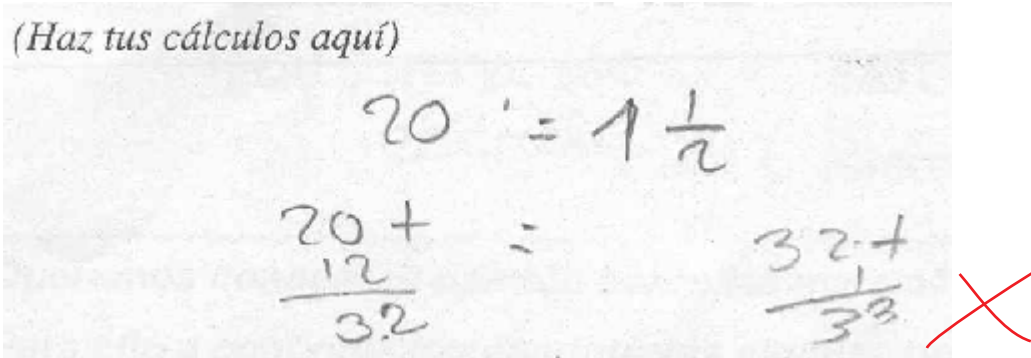 (Haz tus cálculos aquí)
20 ' = 1 1/2
20 + =
12
32
32 +
1
33